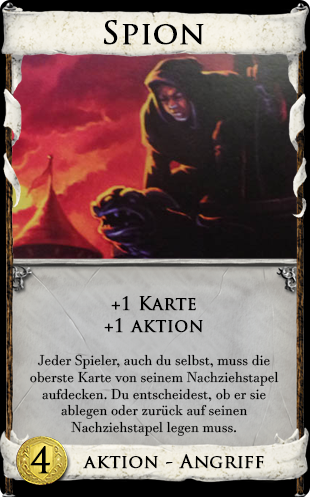 Spion
+1 Karte
+1 aktion
Jeder Spieler, auch du selbst, muss die
oberste Karte von seinem Nachziehstapel
aufdecken. Du entscheidest, ob er sie
ablegen oder zurück auf seinen
Nachziehstapel legen muss.
4 aktion - Angriff